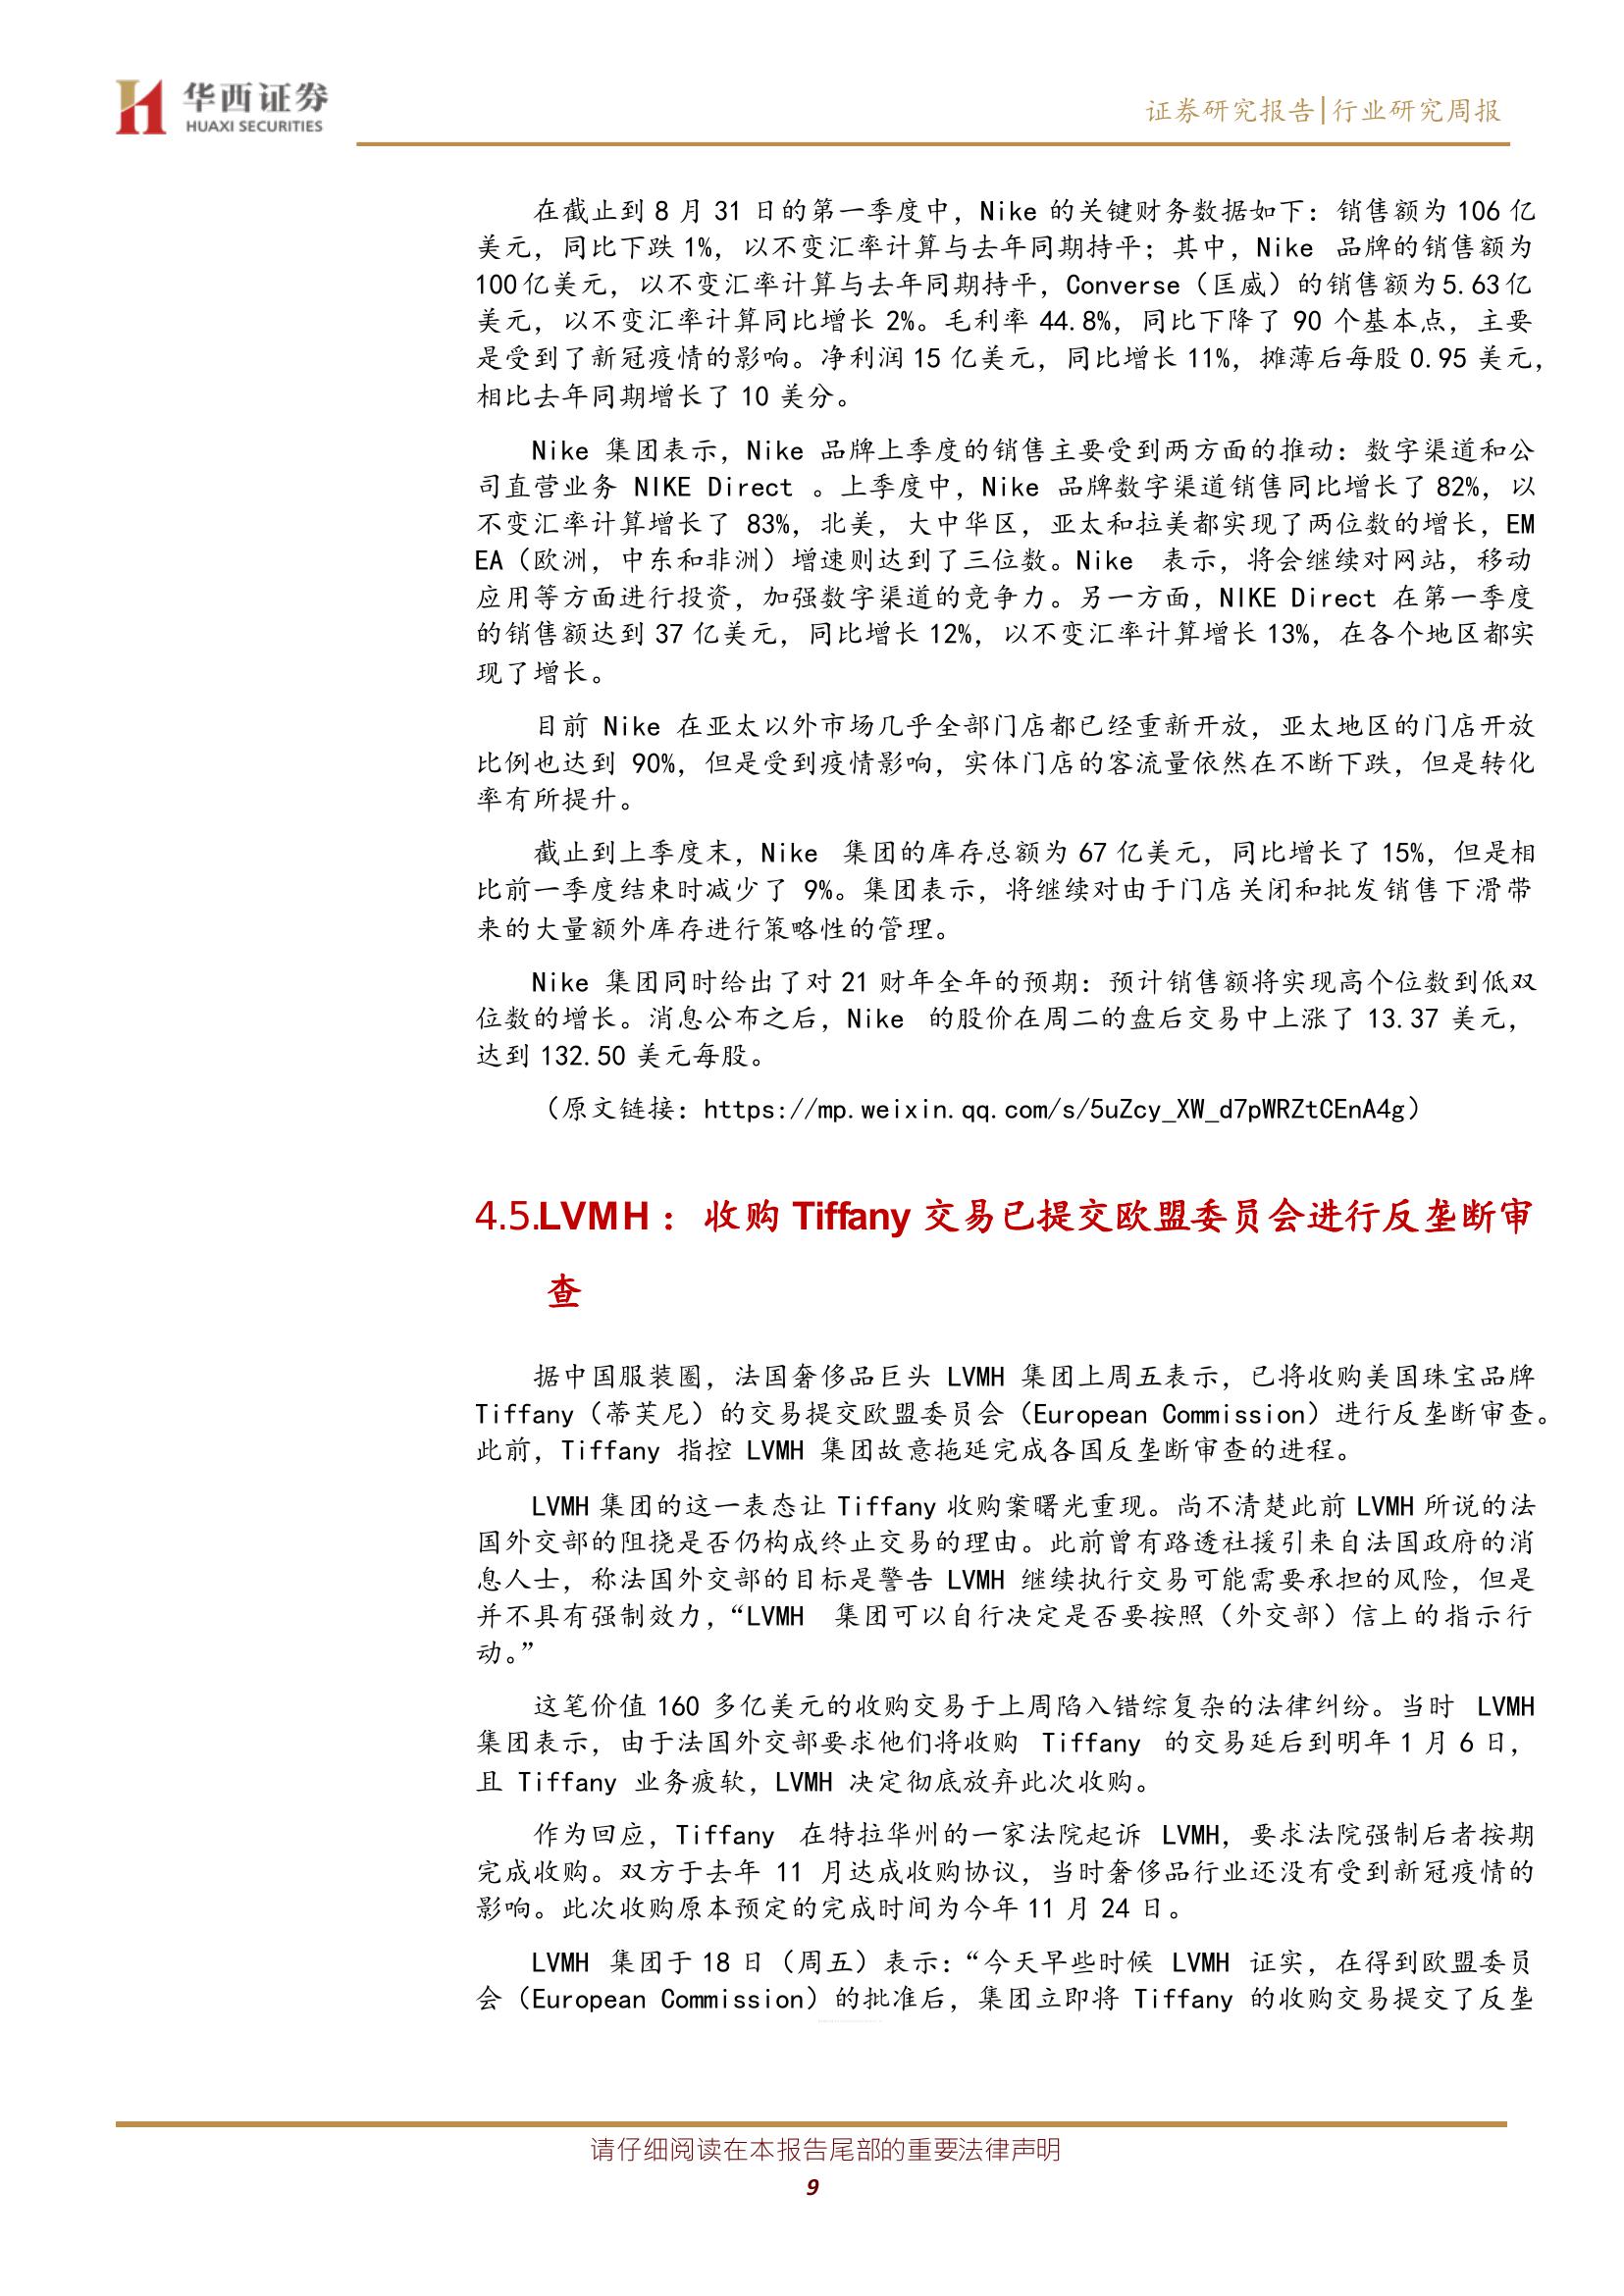 华西证券
HUAXI SECURITIES
证券研究报告|行业研究周报
在截止到 8 月 31 日的第一季度中，Nike 的关键财务数据如下：销售额为 106 亿
美元，同比下跌 1%，以不变汇率计算与去年同期持平；其中，Nike 品牌的销售额为
100 亿美元，以不变汇率计算与去年同期持平，Converse（匡威）的销售额为 5.63 亿
美元，以不变汇率计算同比增长 2%。毛利率 44.8%，同比下降了 90 个基本点，主要
是受到了新冠疫情的影响。净利润 15 亿美元，同比增长 11%，摊薄后每股 0.95 美元，
相比去年同期增长了 10 美分。
Nike 集团表示，Nike 品牌上季度的销售主要受到两方面的推动：数字渠道和公
司直营业务 NIKE Direct 。上季度中，Nike 品牌数字渠道销售同比增长了 82%，以
不变汇率计算增长了 83%，北美，大中华区，亚太和拉美都实现了两位数的增长，EM
EA（欧洲，中东和非洲）增速则达到了三位数。Nike 表示，将会继续对网站，移动
应用等方面进行投资，加强数字渠道的竞争力。另一方面，NIKE Direct 在第一季度
的销售额达到 37 亿美元，同比增长 12%，以不变汇率计算增长 13%，在各个地区都实
现了增长。
目前 Nike 在亚太以外市场几乎全部门店都已经重新开放，亚太地区的门店开放
比例也达到 90%，但是受到疫情影响，实体门店的客流量依然在不断下跌，但是转化
率有所提升。
截止到上季度末，Nike 集团的库存总额为 67 亿美元，同比增长了 15%，但是相
比前一季度结束时减少了 9%。集团表示，将继续对由于门店关闭和批发销售下滑带
来的大量额外库存进行策略性的管理。
Nike 集团同时给出了对 21 财年全年的预期：预计销售额将实现高个位数到低双
位数的增长。消息公布之后，Nike 的股价在周二的盘后交易中上涨了 13.37 美元，
达到 132.50 美元每股。
（原文链接：https://mp.weixin.qq.com/s/5uZcy_XW_d7pWRZtCEnA4g）
4.5.LVMH ： 收购 Tiffany 交易已提交欧盟委员会进行反垄断审
查
据中国服装圈，法国奢侈品巨头 LVMH 集团上周五表示，已将收购美国珠宝品牌
Tiffany（蒂芙尼）的交易提交欧盟委员会（European Commission）进行反垄断审查。
此前，Tiffany 指控 LVMH 集团故意拖延完成各国反垄断审查的进程。
LVMH 集团的这一表态让 Tiffany 收购案曙光重现。尚不清楚此前 LVMH 所说的法
国外交部的阻挠是否仍构成终止交易的理由。此前曾有路透社援引来自法国政府的消
息人士，称法国外交部的目标是警告 LVMH 继续执行交易可能需要承担的风险，但是
并不具有强制效力，“LVMH 集团可以自行决定是否要按照（外交部）信上的指示行
动。”
这笔价值 160 多亿美元的收购交易于上周陷入错综复杂的法律纠纷。当时 LVMH
集团表示，由于法国外交部要求他们将收购 Tiffany 的交易延后到明年 1 月 6 日，
且 Tiffany 业务疲软，LVMH 决定彻底放弃此次收购。
作为回应，Tiffany 在特拉华州的一家法院起诉 LVMH，要求法院强制后者按期
完成收购。双方于去年 11 月达成收购协议，当时奢侈品行业还没有受到新冠疫情的
影响。此次收购原本预定的完成时间为今年 11 月 24 日。
LVMH 集团于 18 日（周五）表示：“今天早些时候 LVMH 证实，在得到欧盟委员
会（European Commission）的批准后，集团立即将 Tiffany 的收购交易提交了反垄
请仔细阅读在本报告尾部的重要法律声明
9